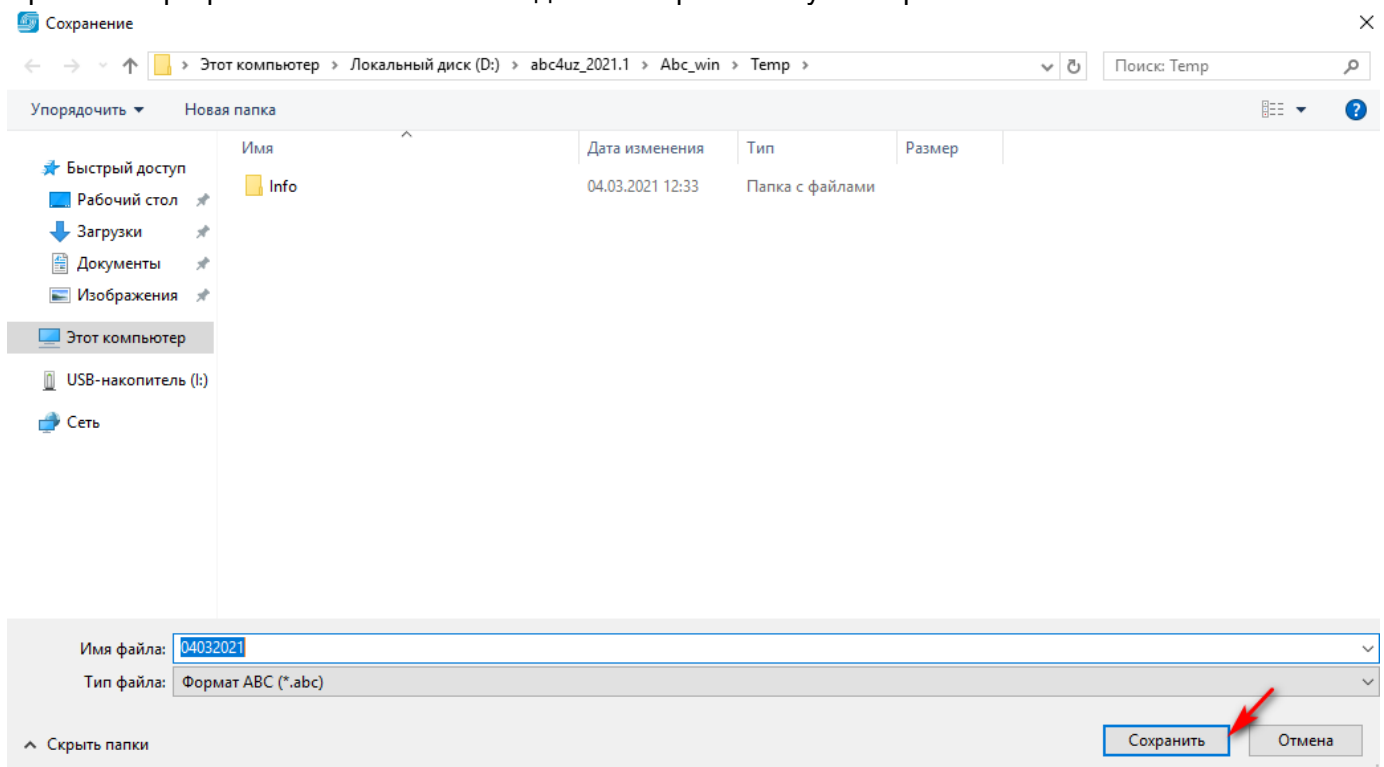 Сохранение
Этот компьютер > Локальный диск (D:) > abc4uz_2021.1 > Abc_win > Temp >
Поиск: Temp
Упорядочить
Новая папка
Имя
Дата изменения
Тип
Размер
Быстрый доступ
Info
04.03.2021 12:33
Папка с файлами
Рабочий стол
Загрузки
Документы
Изображения
Этот компьютер
USB-накопитель (I:)
Сеть
Имя файла: 04032021
Тип файла: Формат ABC (*.abc)
Скрыть папки
Сохранить
Отмена